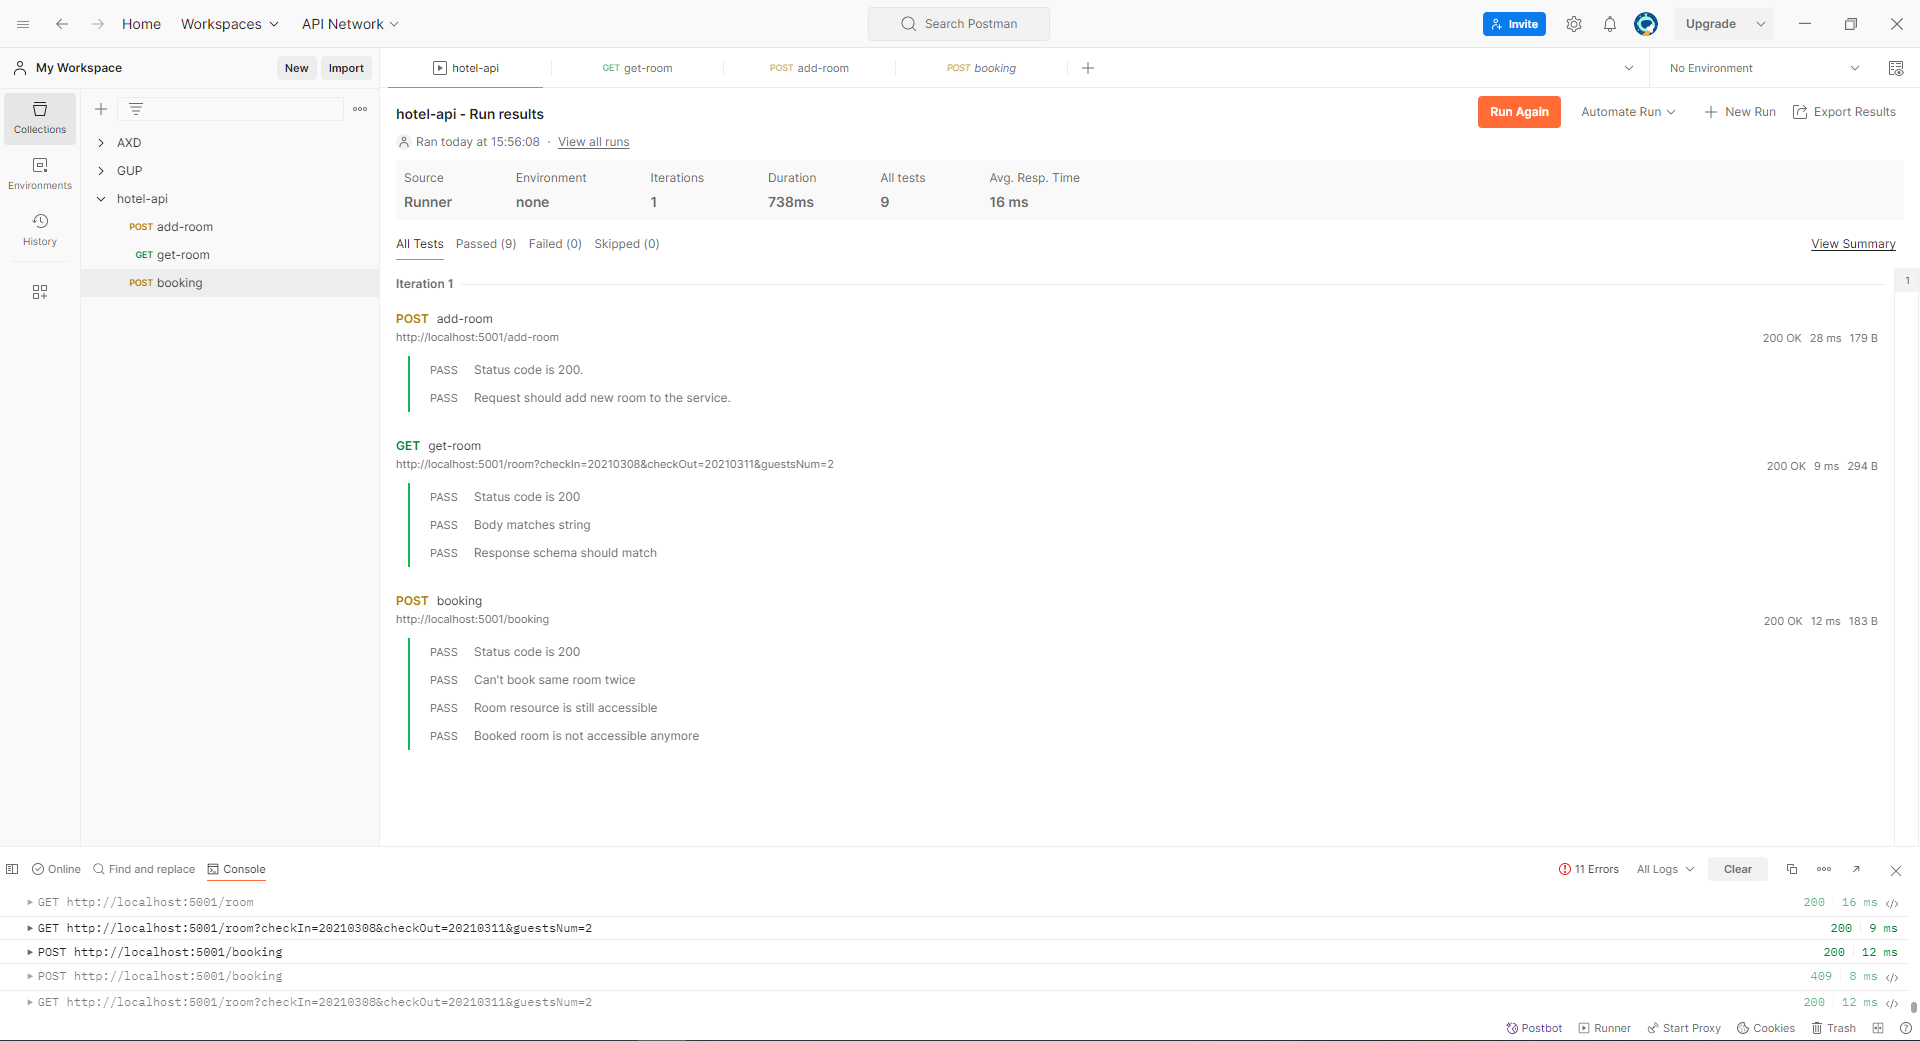 Home Workspaces API Network Search Postman Invite Upgrade
My Workspace New Import hotel-api GET get-room POST add-room POST booking No Environment
Collections
Environments
History
AXD
GUP
hotel-api
POST add-room
GET get-room
POST booking
hotel-api - Run results Run Again Automate Run New Run Export Results
Ran today at 15:56:08 · View all runs
Source Environment Iterations Duration All tests Avg. Resp. Time
Runner none 1 738ms 9 16 ms
All Tests Passed (9) Failed (0) Skipped (0) View Summary
Iteration 1 1
POST add-room
http://localhost:5001/add-room 200 OK 28 ms 179 B
PASS Status code is 200.
PASS Request should add new room to the service.
GET get-room
http://localhost:5001/room?checkIn=20210308&checkOut=20210311&guestsNum=2 200 OK 9 ms 294 B
PASS Status code is 200
PASS Body matches string
PASS Response schema should match
POST booking
http://localhost:5001/booking 200 OK 12 ms 183 B
PASS Status code is 200
PASS Can't book same room twice
PASS Room resource is still accessible
PASS Booked room is not accessible anymore
Online Find and replace Console 11 Errors All Logs Clear
GET http://localhost:5001/room 200 16 ms
GET http://localhost:5001/room?checkIn=20210308&checkOut=20210311&guestsNum=2 200 9 ms
POST http://localhost:5001/booking 200 12 ms
POST http://localhost:5001/booking 409 8 ms
GET http://localhost:5001/room?checkIn=20210308&checkOut=20210311&guestsNum=2 200 12 ms
Postbot Runner Start Proxy Cookies Trash